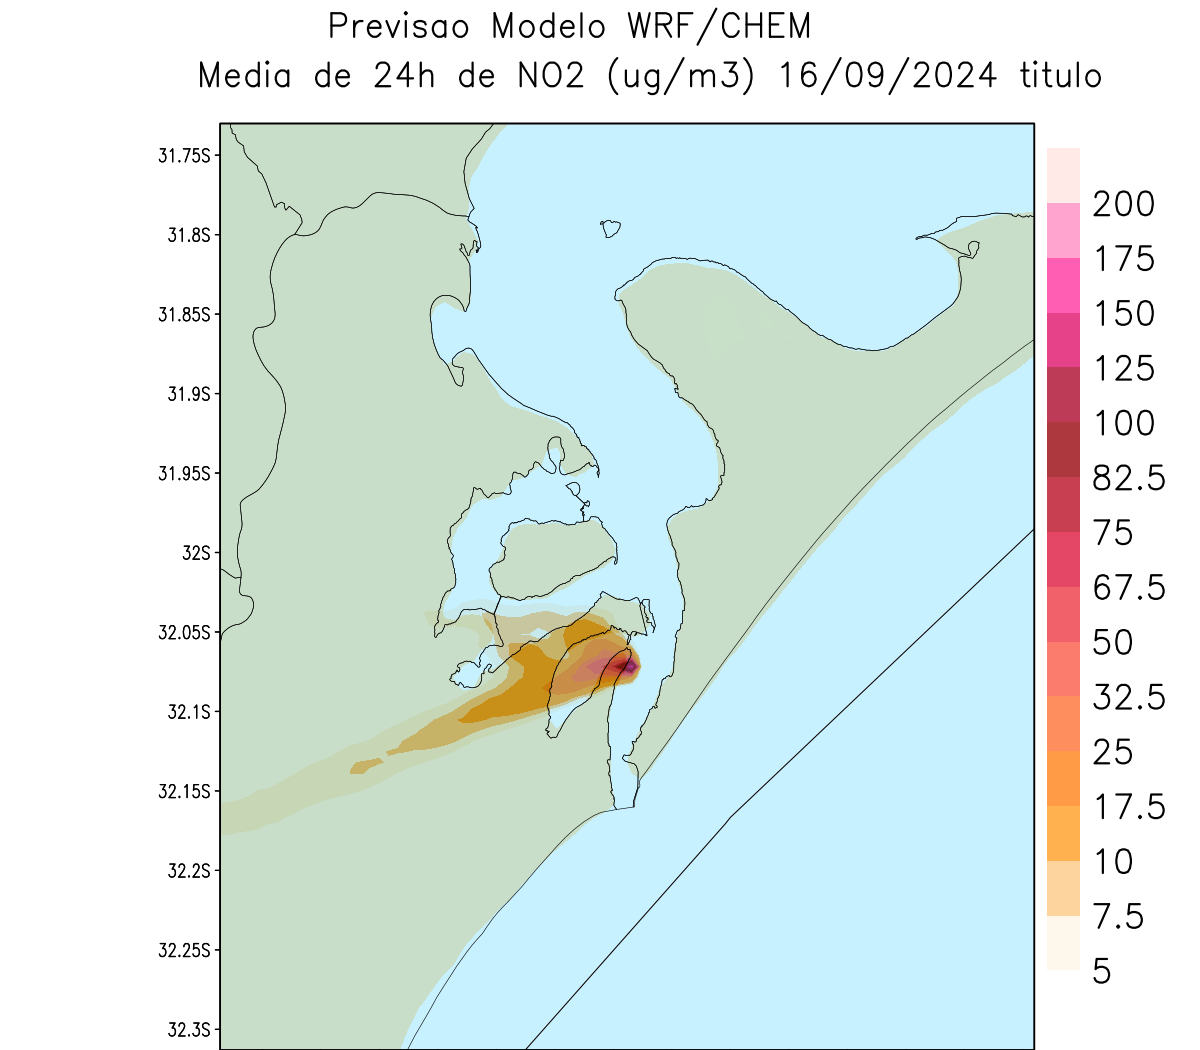 Previsao Modelo WRF/CHEM
Media de 24h de NO2 (ug/m3) 16/09/2024 titulo
31.75S
31.8S
31.85S
31.9S
31.95S
32S
32.05S
32.1S
32.15S
32.2S
32.25S
32.3S
200
175
150
125
100
82.5
75
67.5
50
32.5
25
17.5
10
7.5
5